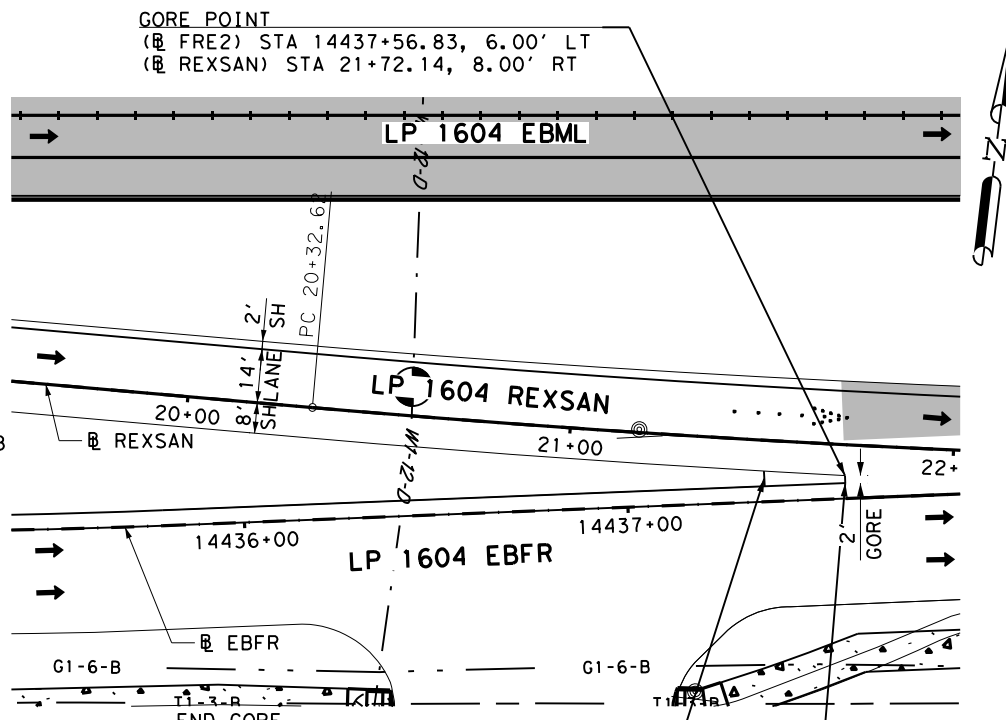 GORE POINT
(℄ FRE2) STA 14437+56.83, 6.00' LT
(℄ REXSAN) STA 21+72.14, 8.00' RT
LP 1604 EBML
W1-12-D
N
PC 20+32.62
2' SH
14' LANE
8' SH
LP 1604 REXSAN
20+00
℄ REXSAN
21+00
22+
W1-12-D
14436+00
14437+00
2' GORE
LP 1604 EBFR
℄ EBFR
G1-6-B
G1-6-B
T1-3-B
END GORE